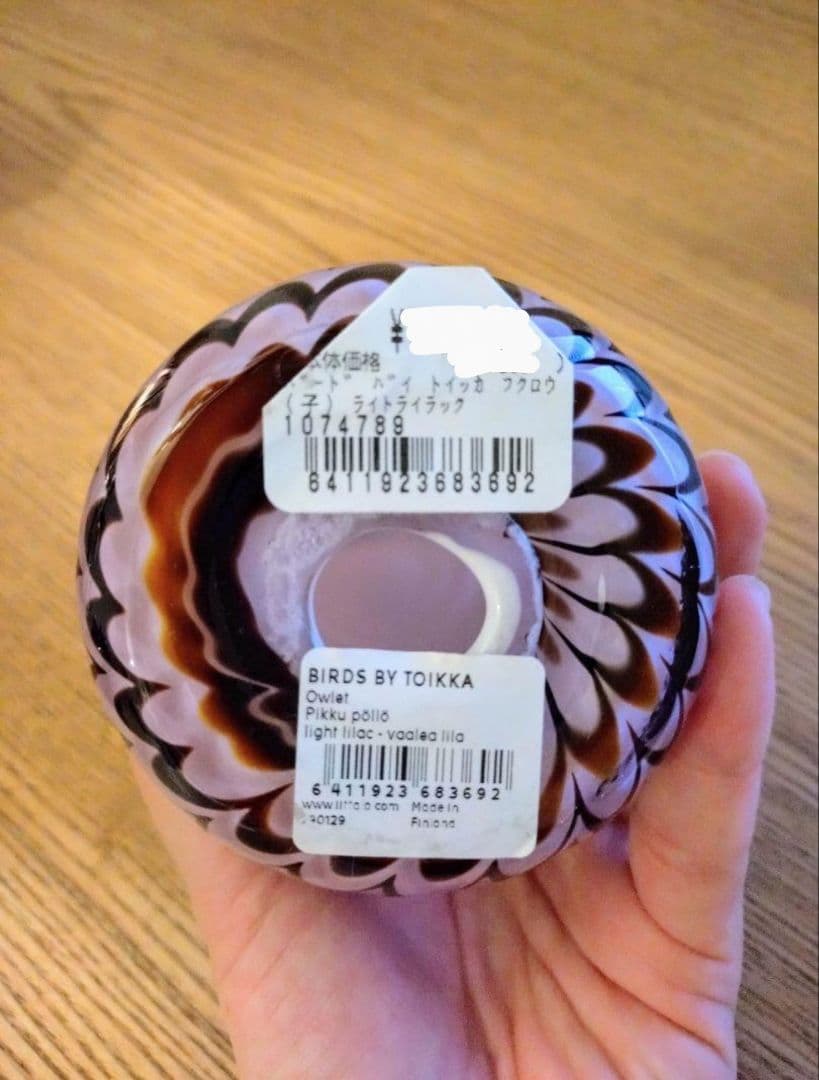 ¥
本体価格 )
バード バイ トイッカ フクロウ
(子) ライトライラック
1074789
6411923683692
BIRDS BY TOIKKA
Owlet
Pikku pöllö
light lilac - vaalea lila
6 411923 683692
www.iittala.com Made in
90129 Finland